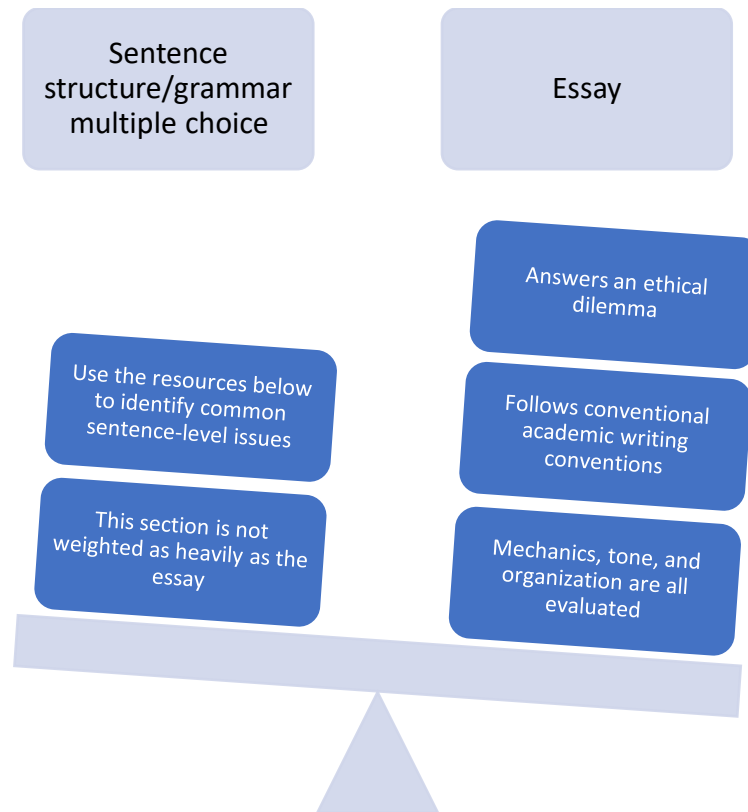 Sentence
structure/grammar
multiple choice
Essay
Use the resources below
to identify common
sentence-level issues
This section is not
weighted as heavily as the
essay
Answers an ethical
dilemma
Follows conventional
academic writing
conventions
Mechanics, tone, and
organization are all
evaluated